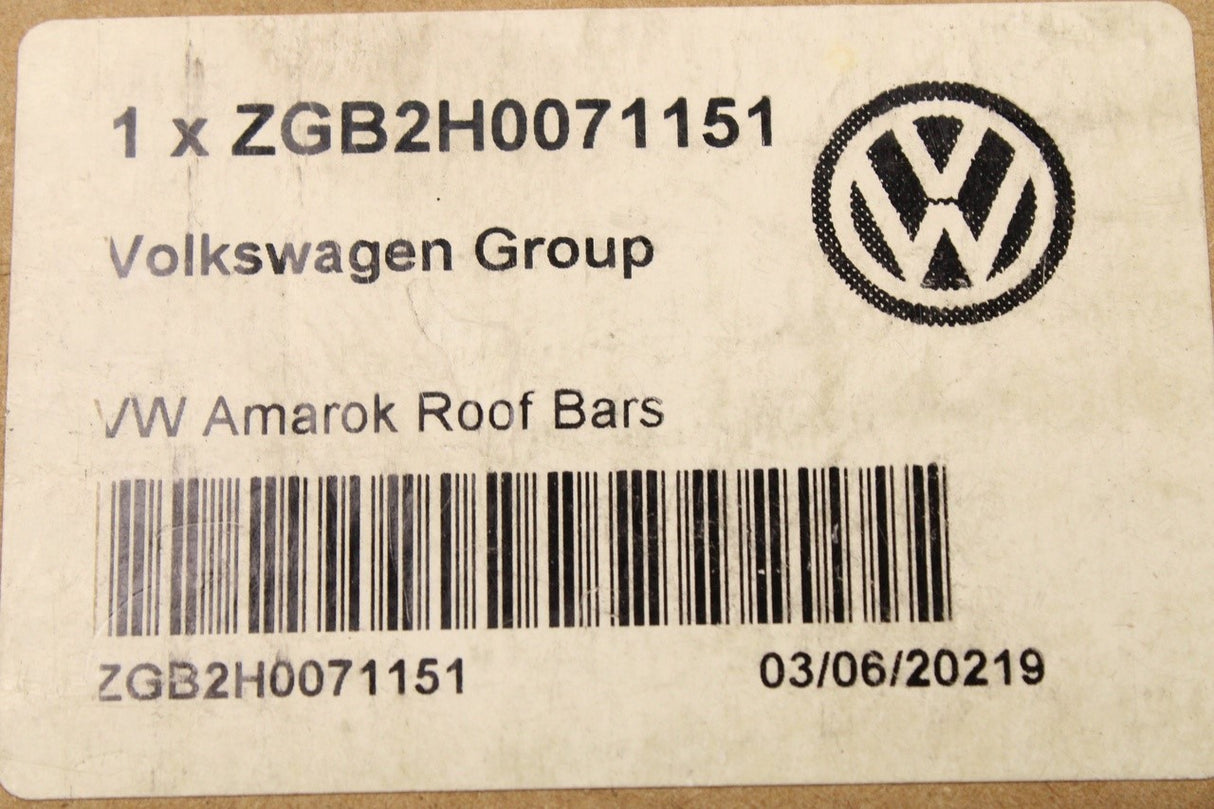 1 x ZGB2H0071151
Volkswagen Group
VW Amarok Roof Bars
ZGB2H0071151
03/06/20219